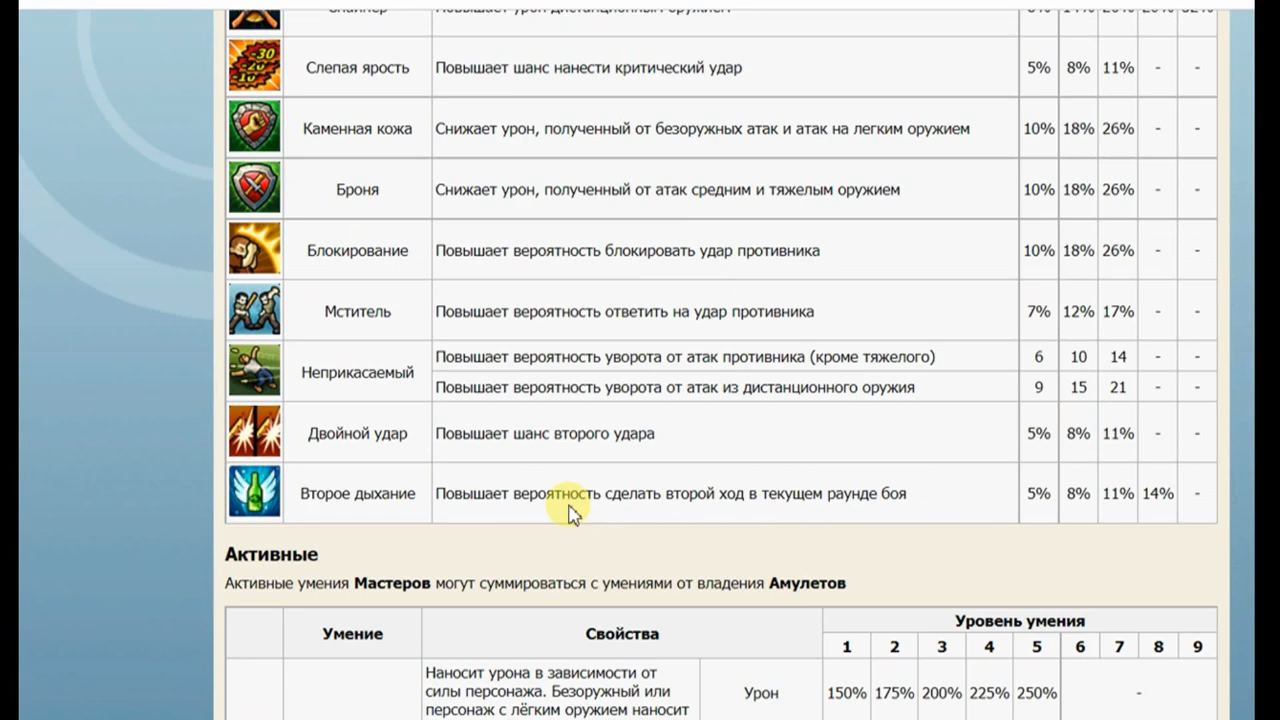 Слепая ярость Повышает шанс нанести критический удар 5% 8% 11% - -
Каменная кожа Снижает урон, полученный от безоружных атак и атак на легким оружием 10% 18% 26% - -
Броня Снижает урон, полученный от атак средним и тяжелым оружием 10% 18% 26% - -
Блокирование Повышает вероятность блокировать удар противника 10% 18% 26% - -
Мститель Повышает вероятность ответить на удар противника 7% 12% 17% - -
Неприкасаемый Повышает вероятность уворота от атак противника (кроме тяжелого) 6 10 14 - -
Повышает вероятность уворота от атак из дистанционного оружия 9 15 21 - -
Двойной удар Повышает шанс второго удара 5% 8% 11% - -
Второе дыхание Повышает вероятность сделать второй ход в текущем раунде боя 5% 8% 11% 14% -
Активные
Активные умения Мастеров могут суммироваться с умениями от владения Амулетов
Умение Свойства Уровень умения
1 2 3 4 5 6 7 8 9
Наносит урона в зависимости от
силы персонажа. Безоружный или
персонаж с лёгким оружием наносит
Урон 150% 175% 200% 225% 250% -
-30
-20
-10